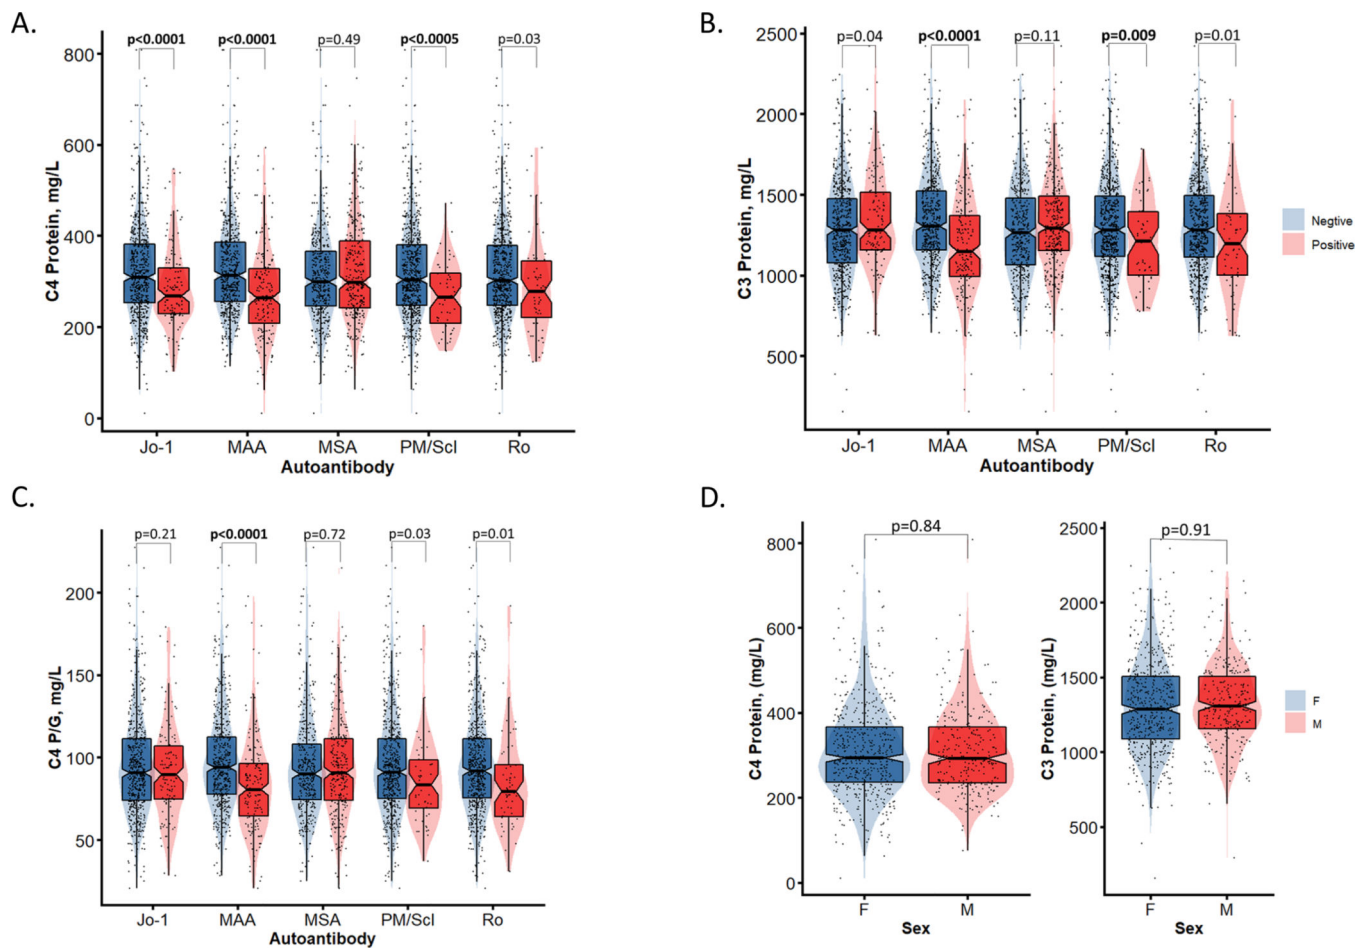 A.
p<0.0001 p<0.0001 p=0.49 p<0.0005 p=0.03
800
600
400
200
0
C4 Protein, mg/L
Jo-1 MAA MSA PM/Scl Ro
Autoantibody
B.
p=0.04 p<0.0001 p=0.11 p=0.009 p=0.01
2500
2000
1500
1000
500
C3 Protein, mg/L
Jo-1 MAA MSA PM/Scl Ro
Autoantibody
Negtive
Positive
C.
p=0.21 p<0.0001 p=0.72 p=0.03 p=0.01
200
150
100
50
C4 P/G, mg/L
Jo-1 MAA MSA PM/Scl Ro
Autoantibody
D.
p=0.84
800
600
400
200
0
C4 Protein, (mg/L)
F M
Sex
p=0.91
2500
2000
1500
1000
500
C3 Protein, (mg/L)
F M
Sex
F
M